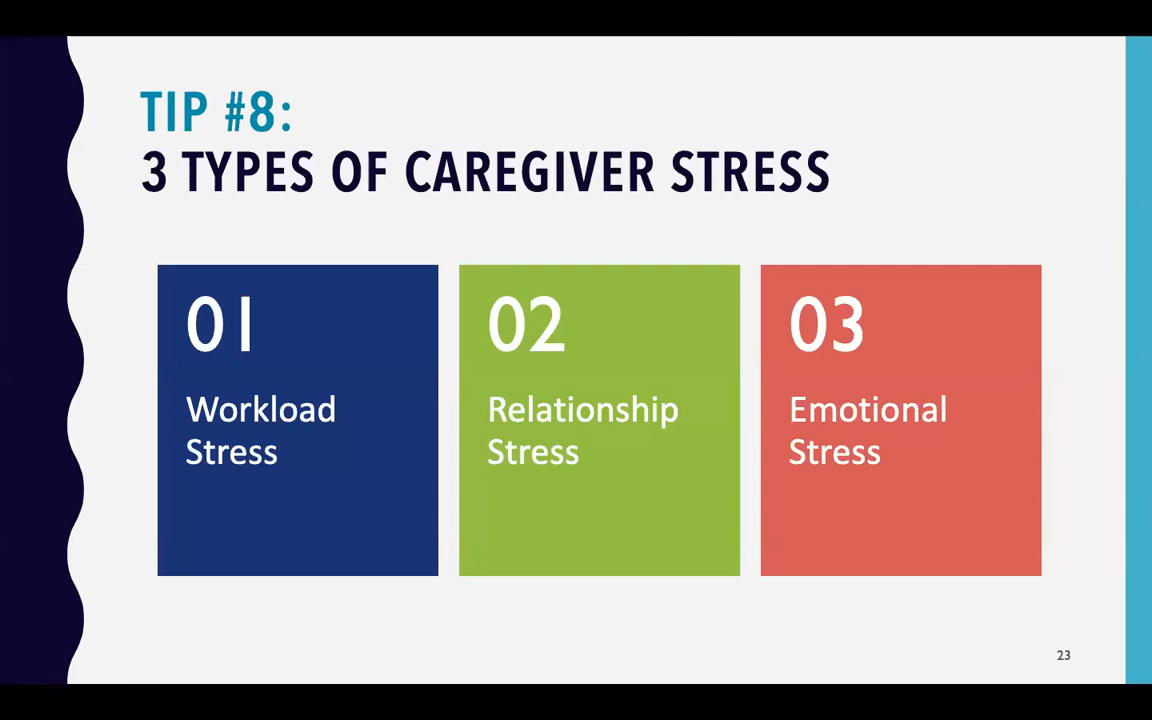 TIP #8:
3 TYPES OF CAREGIVER STRESS
01
Workload
Stress
02
Relationship
Stress
03
Emotional
Stress
23